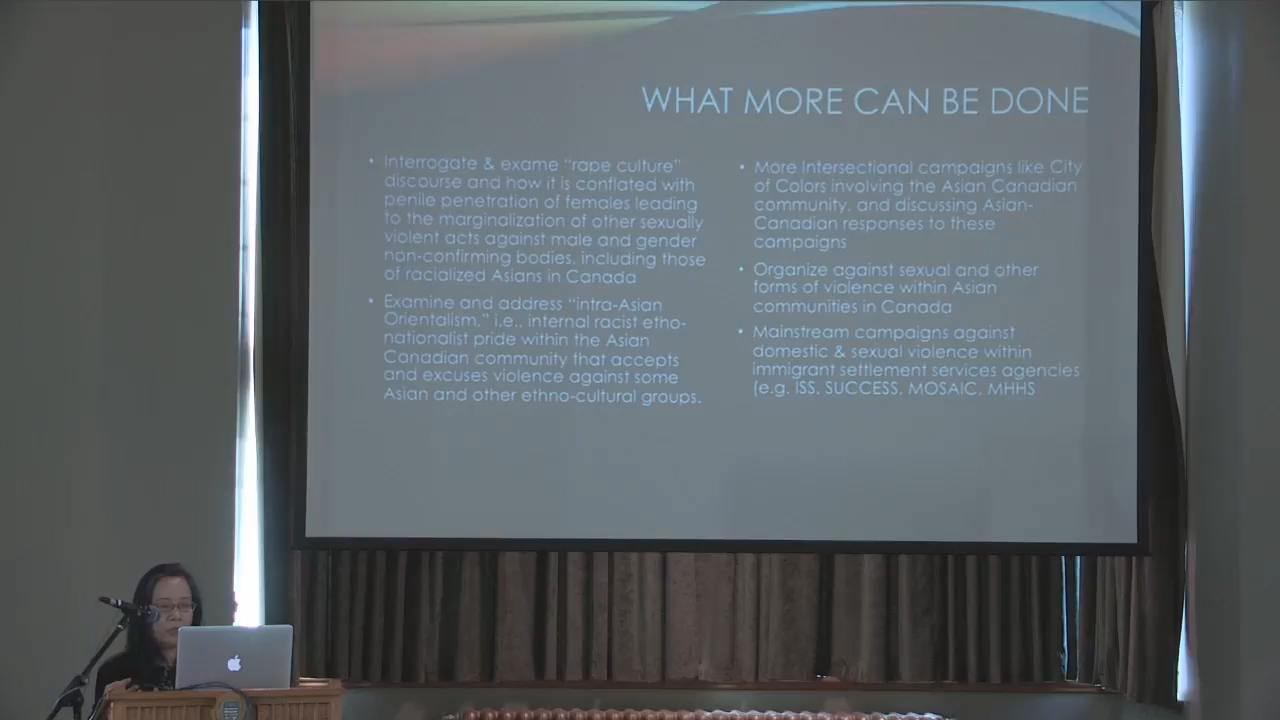 WHAT MORE CAN BE DONE
• Interrogate & exame “rape culture”
discourse and how it is conflated with
penile penetration of females leading
to the marginalization of other sexually
violent acts against male and gender
non-confirming bodies, including those
of racialized Asians in Canada
• Examine and address “intra-Asian
Orientalism,” i.e., internal racist etho-
nationalist pride within the Asian
Canadian community that accepts
and excuses violence against some
Asian and other ethno-cultural groups.
• More Intersectional campaigns like City
of Colors involving the Asian Canadian
community, and discussing Asian-
Canadian responses to these
campaigns
• Organize against sexual and other
forms of violence within Asian
communities in Canada
• Mainstream campaigns against
domestic & sexual violence within
immigrant settlement services agencies
(e.g. ISS, SUCCESS, MOSAIC, MHHS